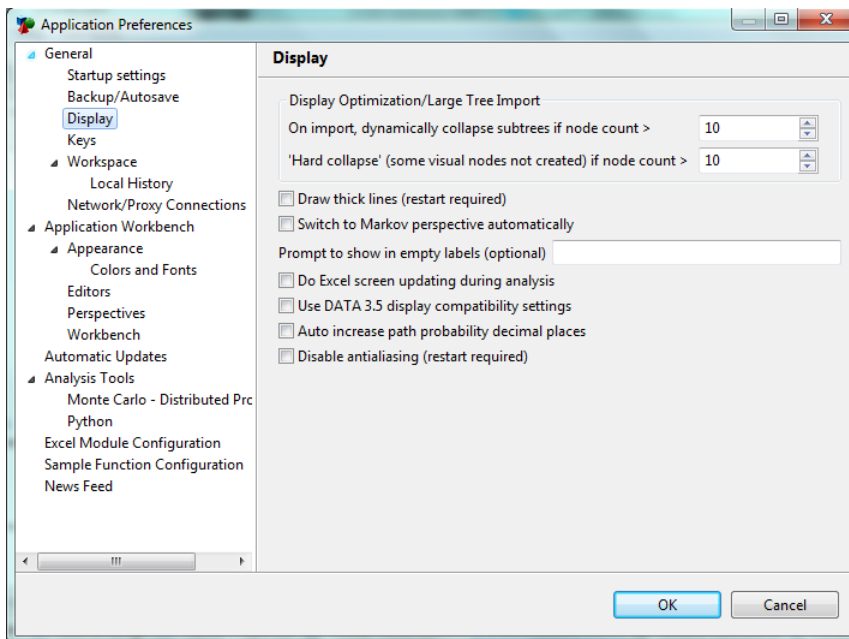 Application Preferences
General
Startup settings
Backup/Autosave
Display
Keys
Workspace
Local History
Network/Proxy Connections
Application Workbench
Appearance
Colors and Fonts
Editors
Perspectives
Workbench
Automatic Updates
Analysis Tools
Monte Carlo - Distributed Prc
Python
Excel Module Configuration
Sample Function Configuration
News Feed
Display
Display Optimization/Large Tree Import
On import, dynamically collapse subtrees if node count > 10
'Hard collapse' (some visual nodes not created) if node count > 10
Draw thick lines (restart required)
Switch to Markov perspective automatically
Prompt to show in empty labels (optional)
Do Excel screen updating during analysis
Use DATA 3.5 display compatibility settings
Auto increase path probability decimal places
Disable antialiasing (restart required)
OK Cancel